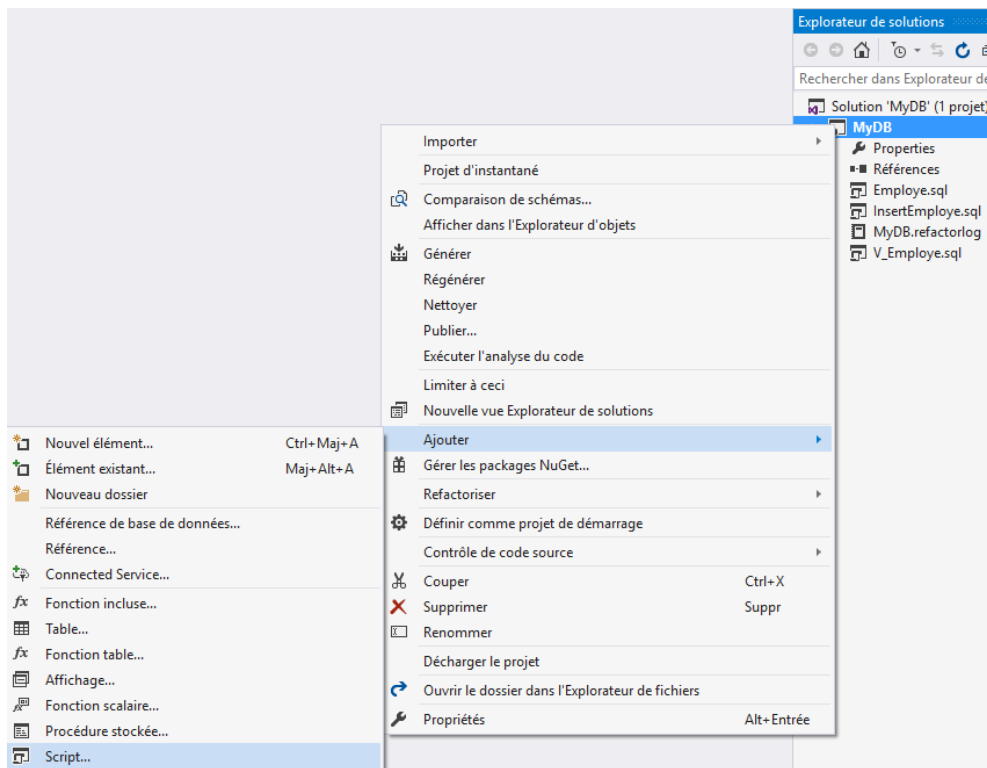 Explorateur de solutions
Rechercher dans Explorateur de
Solution 'MyDB' (1 projet)
MyDB
Properties
Références
Employe.sql
InsertEmploye.sql
MyDB.refactorlog
V_Employe.sql
Importer
Projet d'instantané
Comparaison de schémas...
Afficher dans l'Explorateur d'objets
Générer
Régénérer
Nettoyer
Publier...
Exécuter l'analyse du code
Limiter à ceci
Nouvelle vue Explorateur de solutions
Ajouter
Gérer les packages NuGet...
Refactoriser
Définir comme projet de démarrage
Contrôle de code source
Couper Ctrl+X
Supprimer Suppr
Renommer
Décharger le projet
Ouvrir le dossier dans l'Explorateur de fichiers
Propriétés Alt+Entrée
Nouvel élément... Ctrl+Maj+A
Élément existant... Maj+Alt+A
Nouveau dossier
Référence de base de données...
Référence...
Connected Service...
Fonction incluse...
Table...
Fonction table...
Affichage...
Fonction scalaire...
Procédure stockée...
Script...